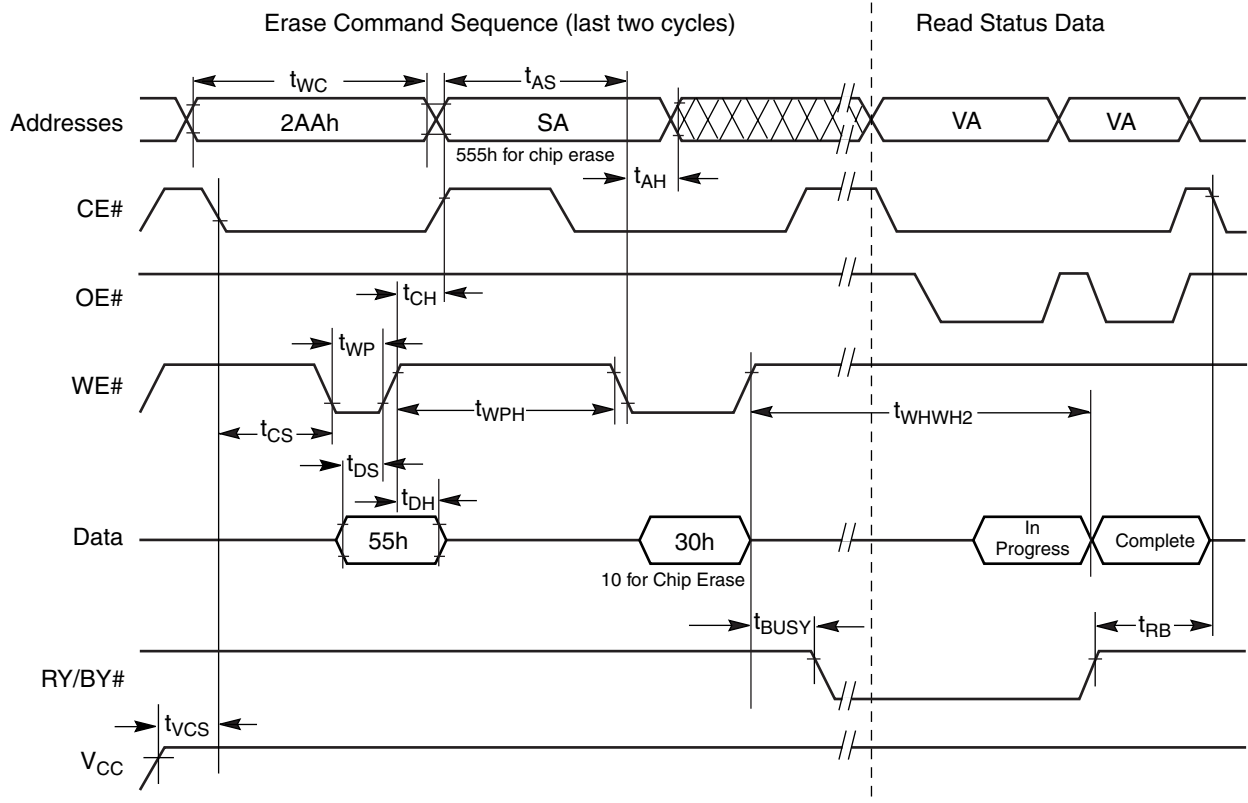 Erase Command Sequence (last two cycles)
Read Status Data
tWC
tAS
Addresses
2AAh
SA
VA
VA
555h for chip erase
tAH
CE#
OE#
tCH
tWP
WE#
tWPH
tWHWH2
tCS
tDS
tDH
Data
55h
30h
In
Progress
Complete
10 for Chip Erase
tBUSY
tRB
RY/BY#
tVCS
VCC